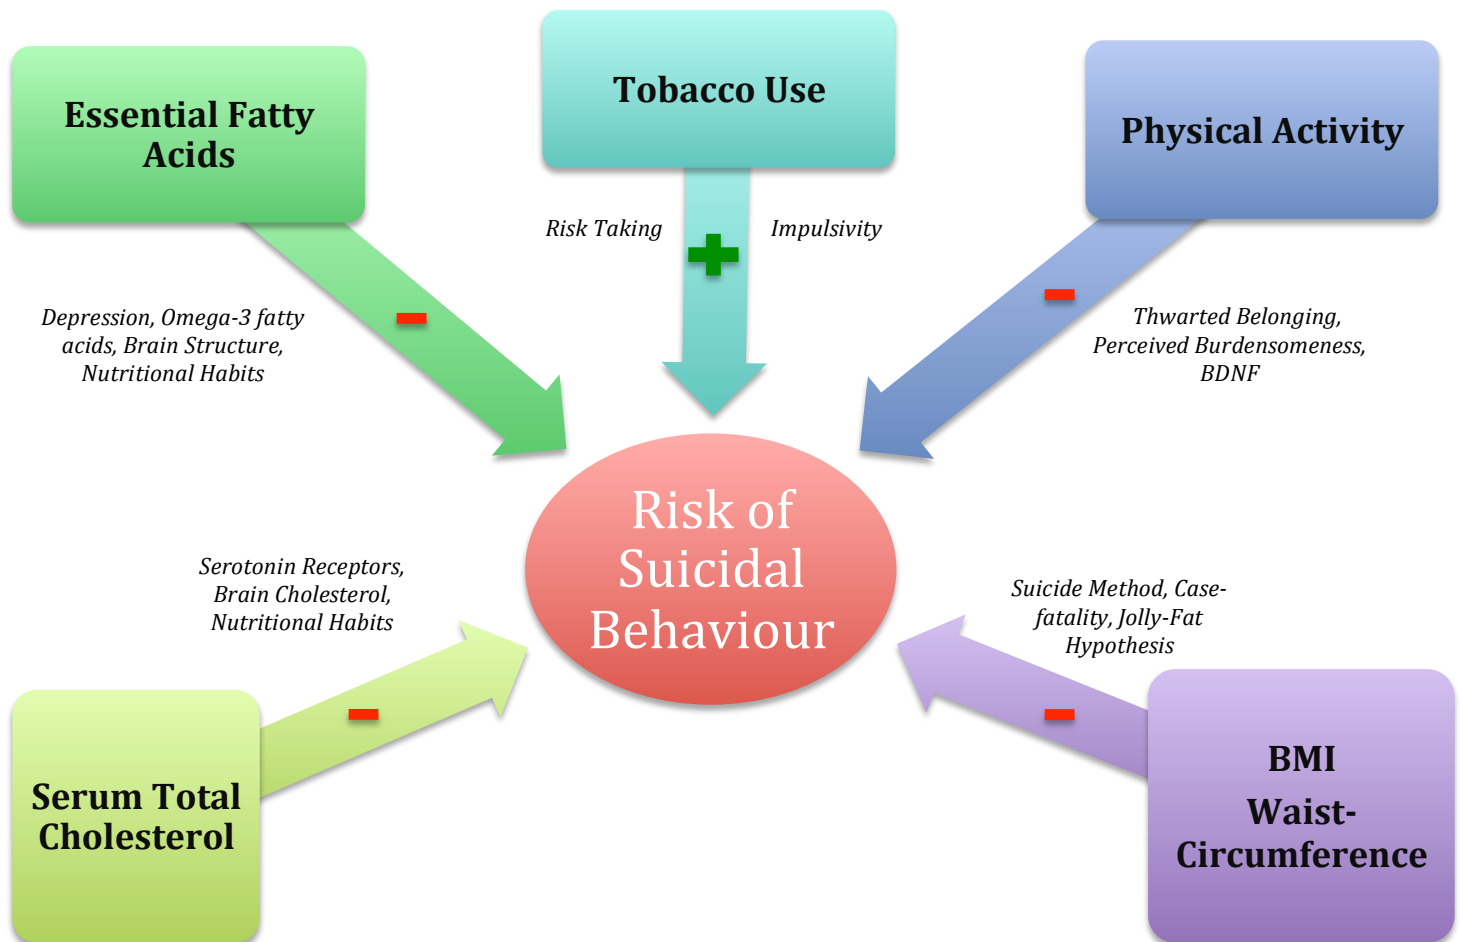 Essential Fatty
Acids
Tobacco Use
Physical Activity
Risk Taking
Impulsivity
+
-
-
Depression, Omega-3 fatty
acids, Brain Structure,
Nutritional Habits
Thwarted Belonging,
Perceived Burdensomeness,
BDNF
Risk of
Suicidal
Behaviour
Serotonin Receptors,
Brain Cholesterol,
Nutritional Habits
Suicide Method, Case-
fatality, Jolly-Fat
Hypothesis
-
-
Serum Total
Cholesterol
BMI
Waist-
Circumference